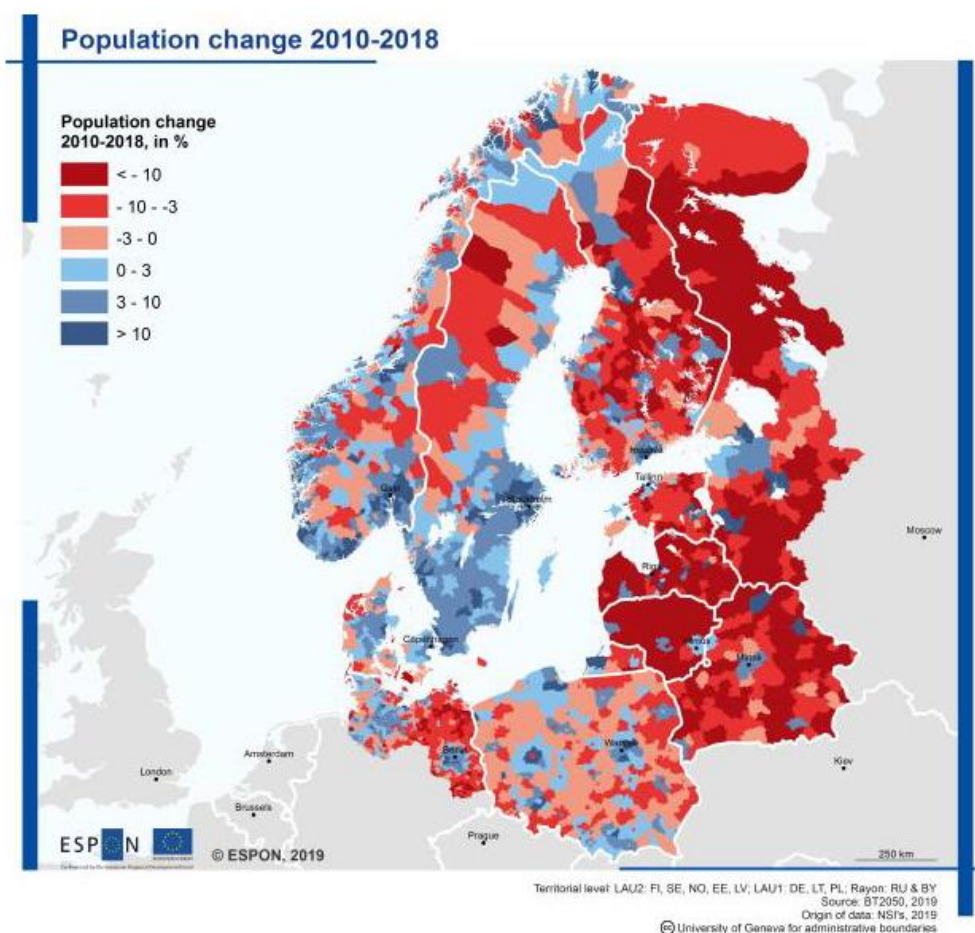 Population change 2010-2018
Population change
2010-2018, in %
< - 10
- 10 - -3
-3 - 0
0 - 3
3 - 10
> 10
Helsinki
Oslo
Stockholm
Tallinn
Moscow
Riga
Copenhagen
Vilnius
Minsk
Amsterdam
Berlin
Warsaw
London
Kiev
Brussels
Prague
ESPON
© ESPON, 2019
250 km
Territorial level: LAU2: FI, SE, NO, EE, LV; LAU1: DE, LT, PL; Rayon: RU & BY
Source: BT2050, 2019
Origin of data: NSI's, 2019
(cc) University of Geneva for administrative boundaries